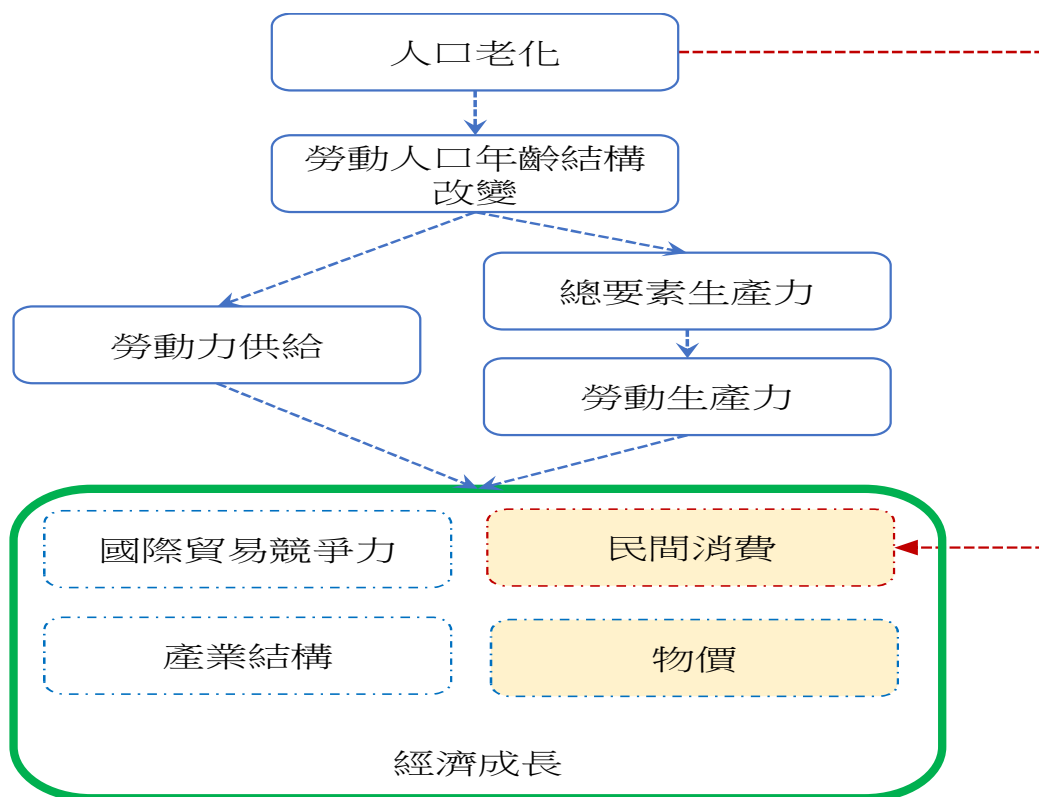 人口老化
勞動人口年齡結構
改變
總要素生產力
勞動力供給
勞動生產力
國際貿易競爭力
民間消費
產業結構
物價
經濟成長